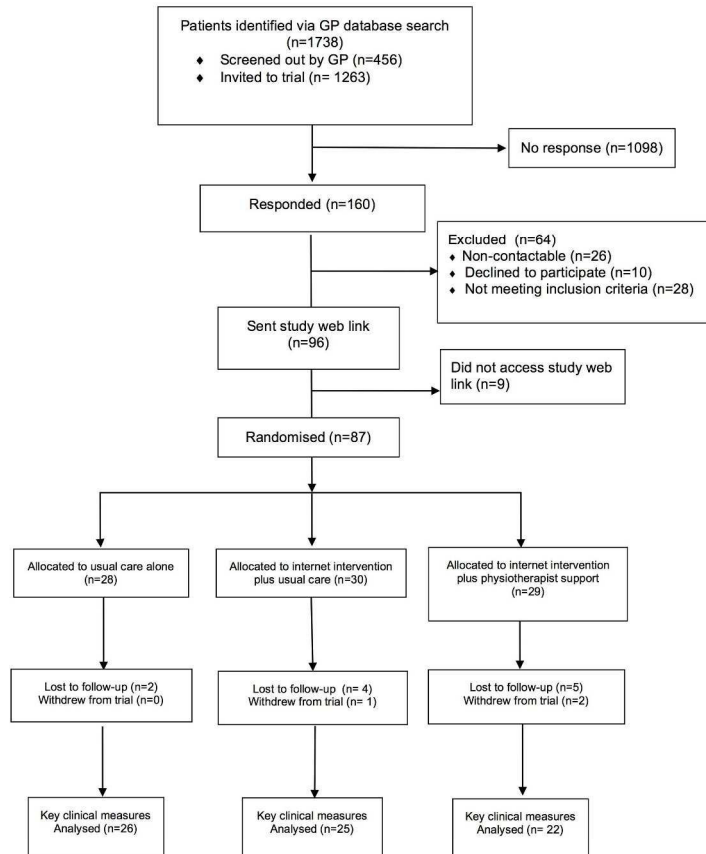 Patients identified via GP database search
(n=1738)
♦ Screened out by GP (n=456)
♦ Invited to trial (n= 1263)
No response (n=1098)
Responded (n=160)
Excluded (n=64)
♦ Non-contactable (n=26)
♦ Declined to participate (n=10)
♦ Not meeting inclusion criteria (n=28)
Sent study web link
(n=96)
Did not access study web
link (n=9)
Randomised (n=87)
Allocated to usual care alone
(n=28)
Allocated to internet intervention
plus usual care (n=30)
Allocated to internet intervention
plus physiotherapist support
(n=29)
Lost to follow-up (n=2)
Withdrew from trial (n=0)
Lost to follow-up (n= 4)
Withdrew from trial (n= 1)
Lost to follow-up (n=5)
Withdrew from trial (n=2)
Key clinical measures
Analysed (n=26)
Key clinical measures
Analysed (n=25)
Key clinical measures
Analysed (n= 22)